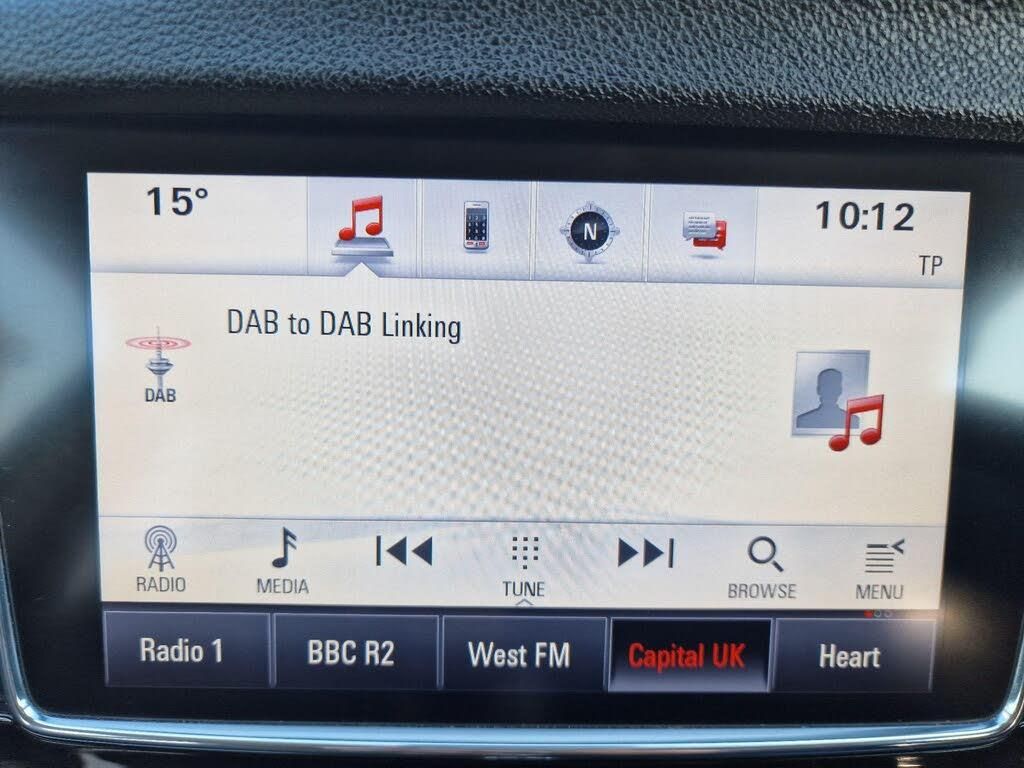 15°
N
10:12
TP
DAB to DAB Linking
DAB
RADIO
MEDIA
TUNE
BROWSE
MENU
Radio 1
BBC R2
West FM
Capital UK
Heart